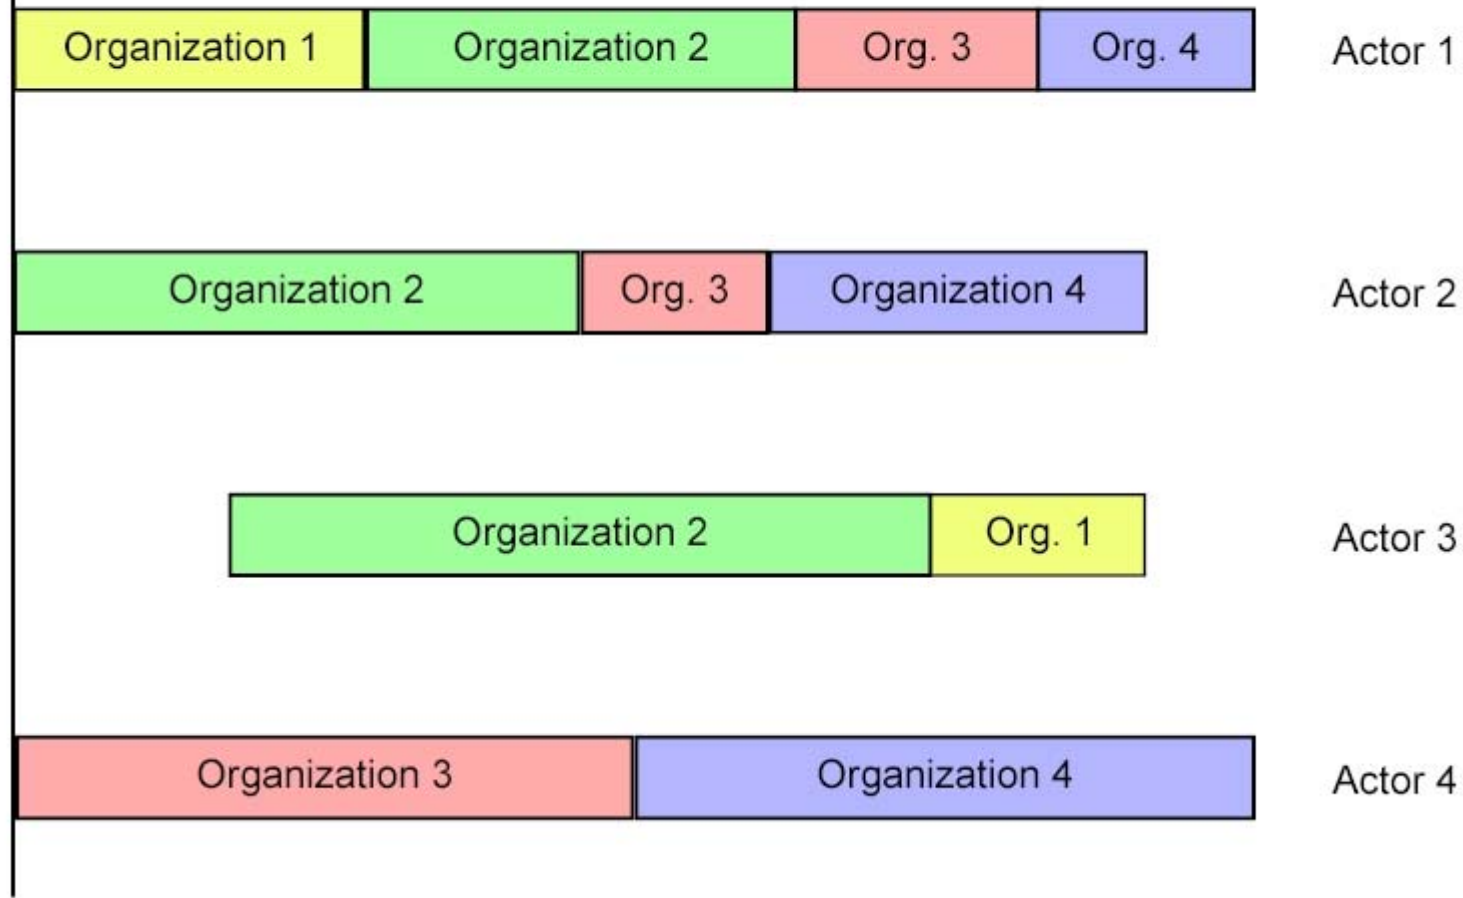 Organization 1 Organization 2 Org. 3 Org. 4 Actor 1
Organization 2 Org. 3 Organization 4 Actor 2
Organization 2 Org. 1 Actor 3
Organization 3 Organization 4 Actor 4